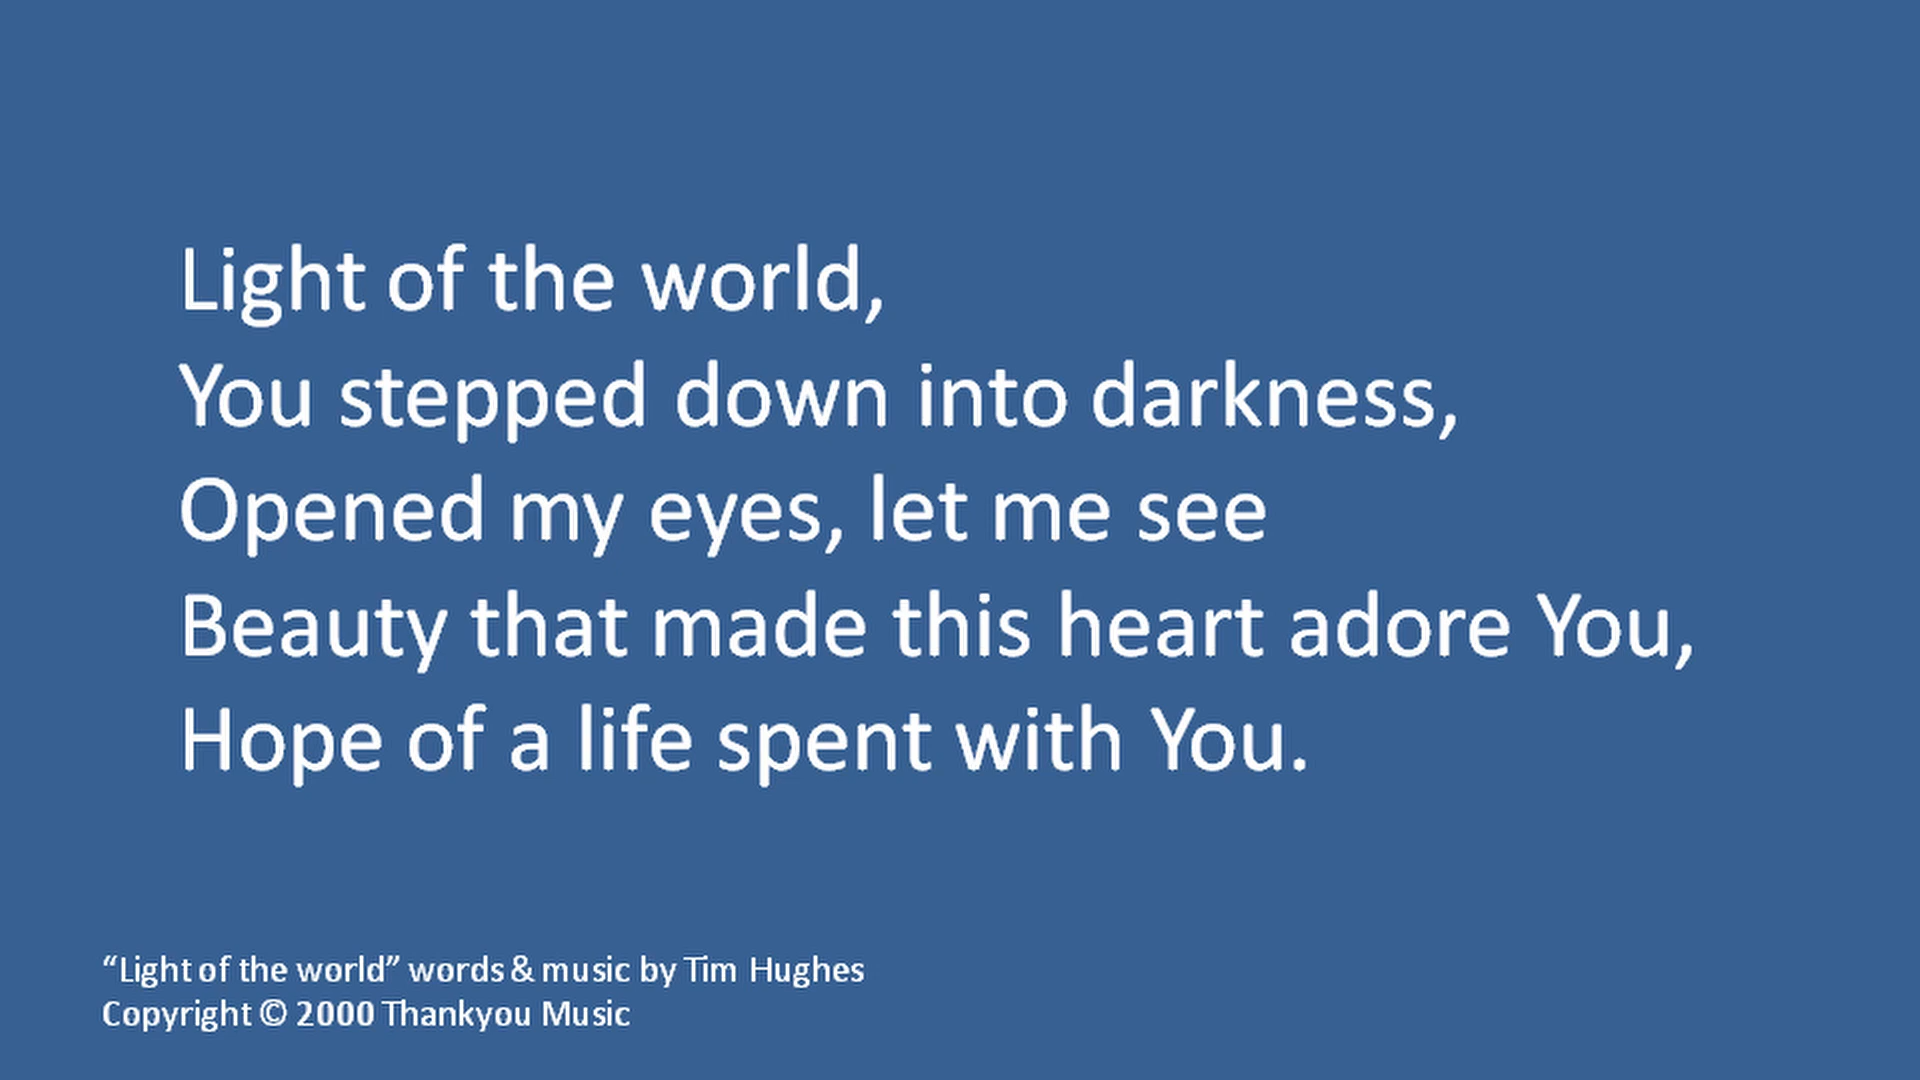 Light of the world,
You stepped down into darkness,
Opened my eyes, let me see
Beauty that made this heart adore You,
Hope of a life spent with You.
“Light of the world” words & music by Tim Hughes
Copyright © 2000 Thankyou Music